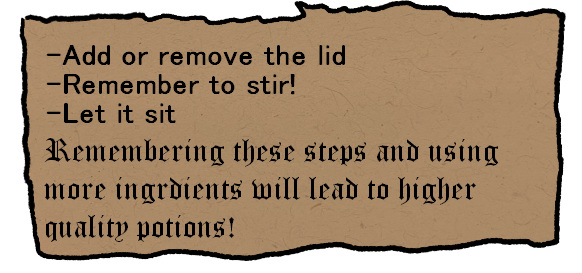 -Add or remove the lid
-Remember to stir!
-Let it sit
Remembering these steps and using
more ingrdients will lead to higher
quality potions!